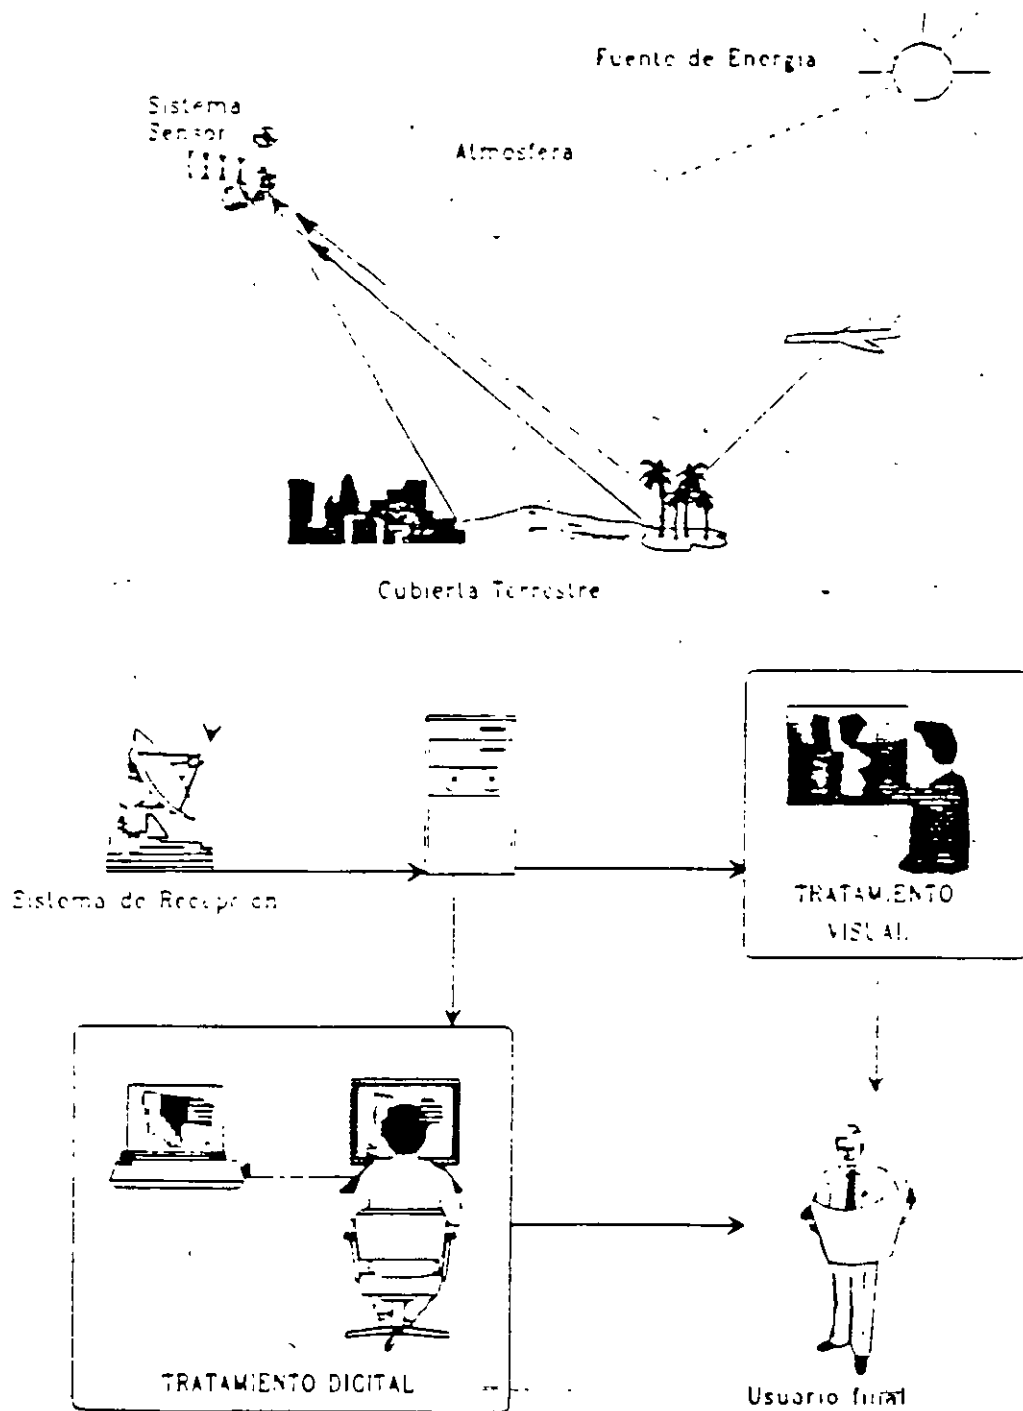 Fuente de Energia
Sistema
Sensor
Atmosfera
Cubierta Terrestre
Sistema de Recepcion
TRATAMIENTO
VISUAL
TRATAMIENTO DIGITAL
Usuario final